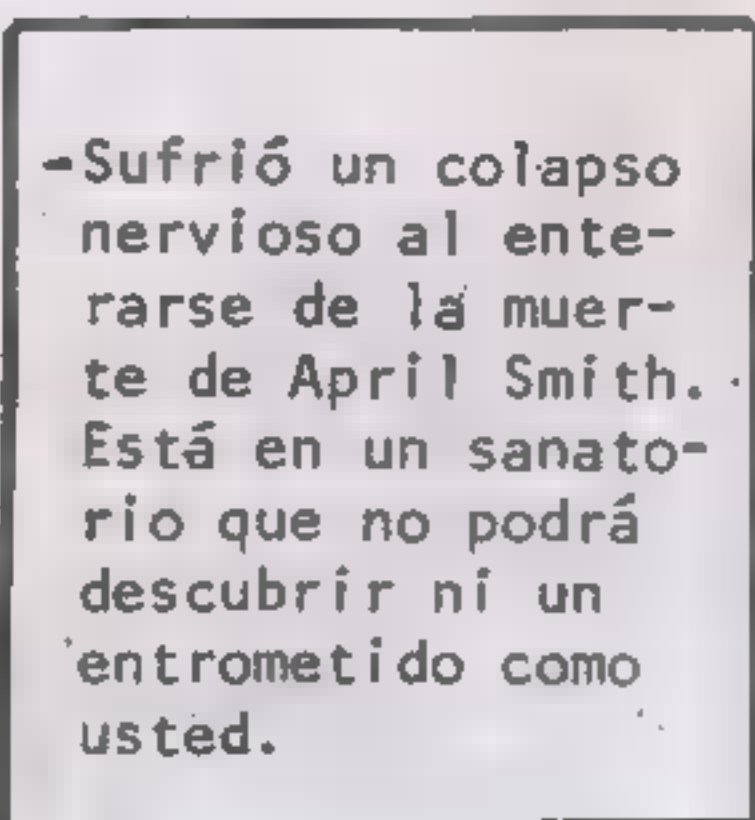 -Sufrió un colapso
nervioso al ente-
rarse de la muer-
te de April Smith.
Está en un sanato-
rio que no podrá
descubrir ni un
entrometido como
usted.